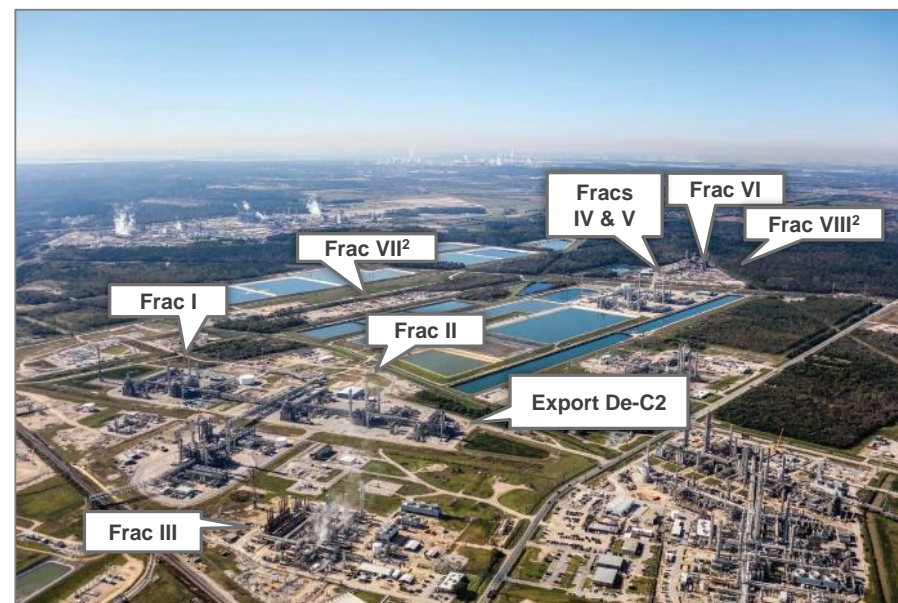 Fracs
IV & V
Frac VI
Frac VIII²
Frac VII²
Frac I
Frac II
Export De-C2
Frac III